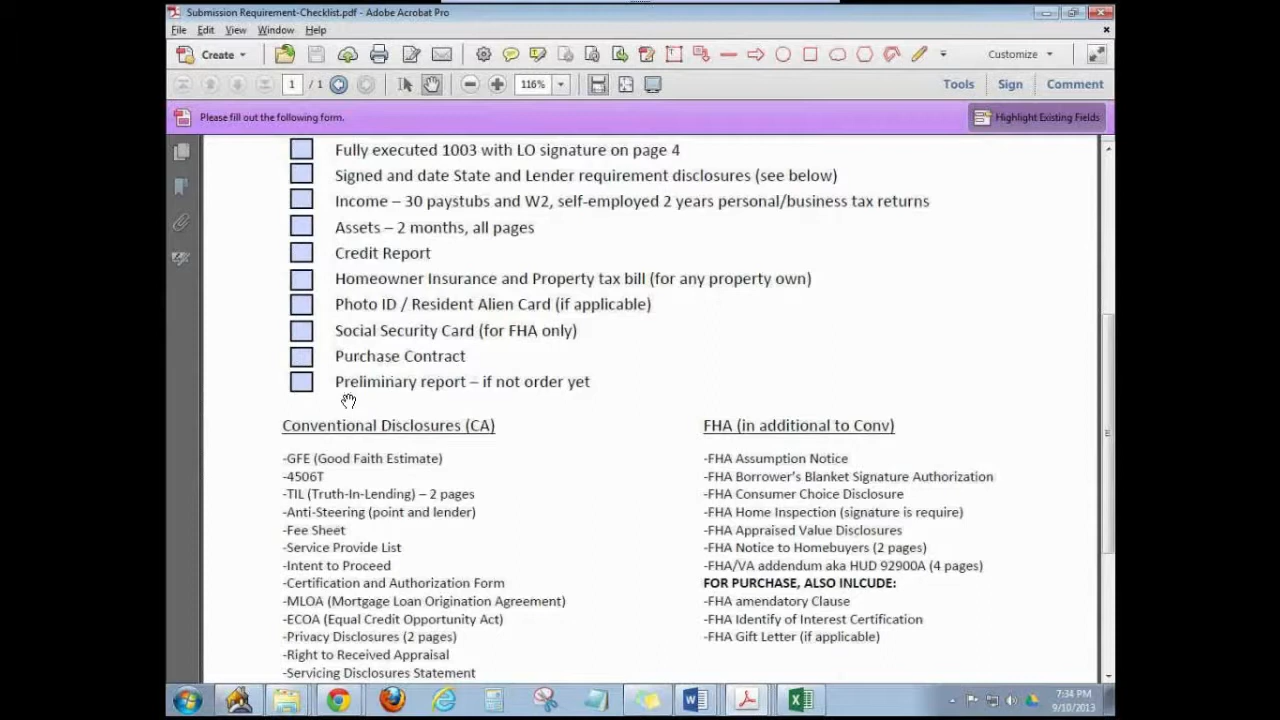 Submission Requirement-Checklist.pdf - Adobe Acrobat Pro
File Edit View Window Help
Create
Customize
1 / 1 116% Tools Sign Comment
Please fill out the following form. Highlight Existing Fields
Fully executed 1003 with LO signature on page 4
Signed and date State and Lender requirement disclosures (see below)
Income – 30 paystubs and W2, self-employed 2 years personal/business tax returns
Assets – 2 months, all pages
Credit Report
Homeowner Insurance and Property tax bill (for any property own)
Photo ID / Resident Alien Card (if applicable)
Social Security Card (for FHA only)
Purchase Contract
Preliminary report – if not order yet
Conventional Disclosures (CA)
-GFE (Good Faith Estimate)
-4506T
-TIL (Truth-In-Lending) – 2 pages
-Anti-Steering (point and lender)
-Fee Sheet
-Service Provide List
-Intent to Proceed
-Certification and Authorization Form
-MLOA (Mortgage Loan Origination Agreement)
-ECOA (Equal Credit Opportunity Act)
-Privacy Disclosures (2 pages)
-Right to Received Appraisal
-Servicing Disclosures Statement
FHA (in additional to Conv)
-FHA Assumption Notice
-FHA Borrower's Blanket Signature Authorization
-FHA Consumer Choice Disclosure
-FHA Home Inspection (signature is require)
-FHA Appraised Value Disclosures
-FHA Notice to Homebuyers (2 pages)
-FHA/VA addendum aka HUD 92900A (4 pages)
FOR PURCHASE, ALSO INLCUDE:
-FHA amendatory Clause
-FHA Identify of Interest Certification
-FHA Gift Letter (if applicable)
7:34 PM
9/10/2013